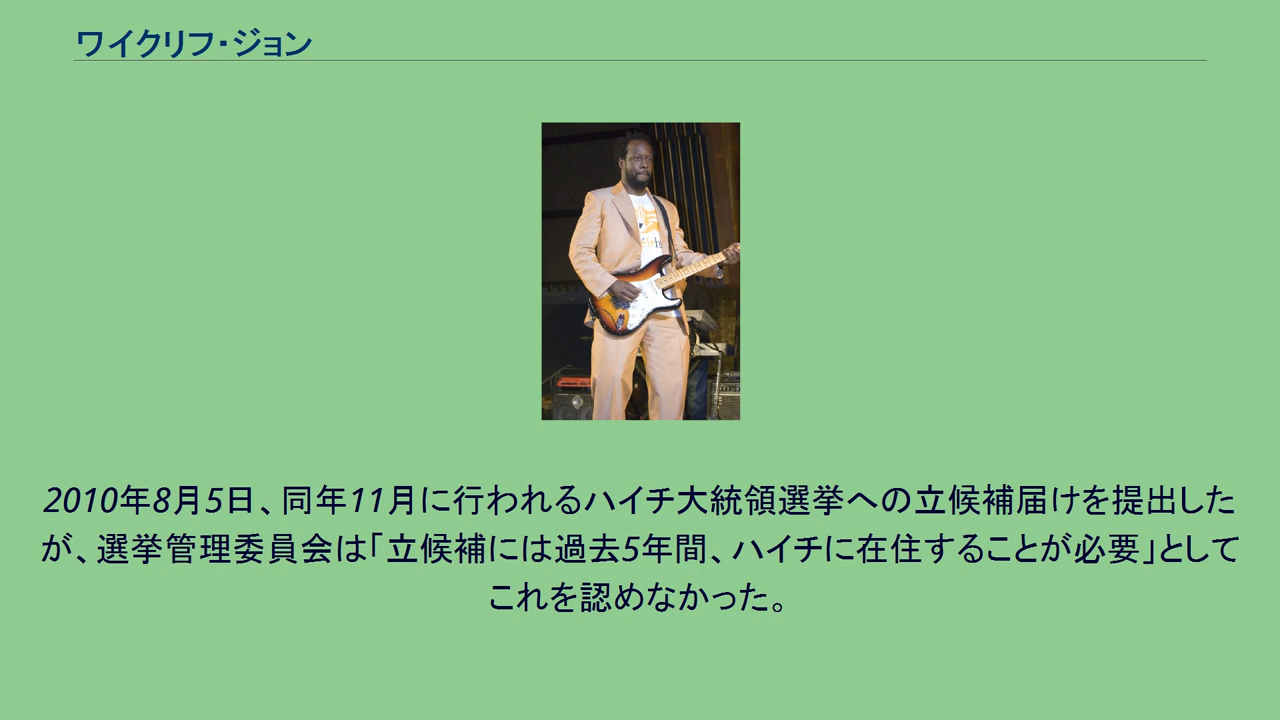 ワイクリフ・ジョン
2010年8月5日、同年11月に行われるハイチ大統領選挙への立候補届けを提出した
が、選挙管理委員会は「立候補には過去5年間、ハイチに在住することが必要」として
これを認めなかった。